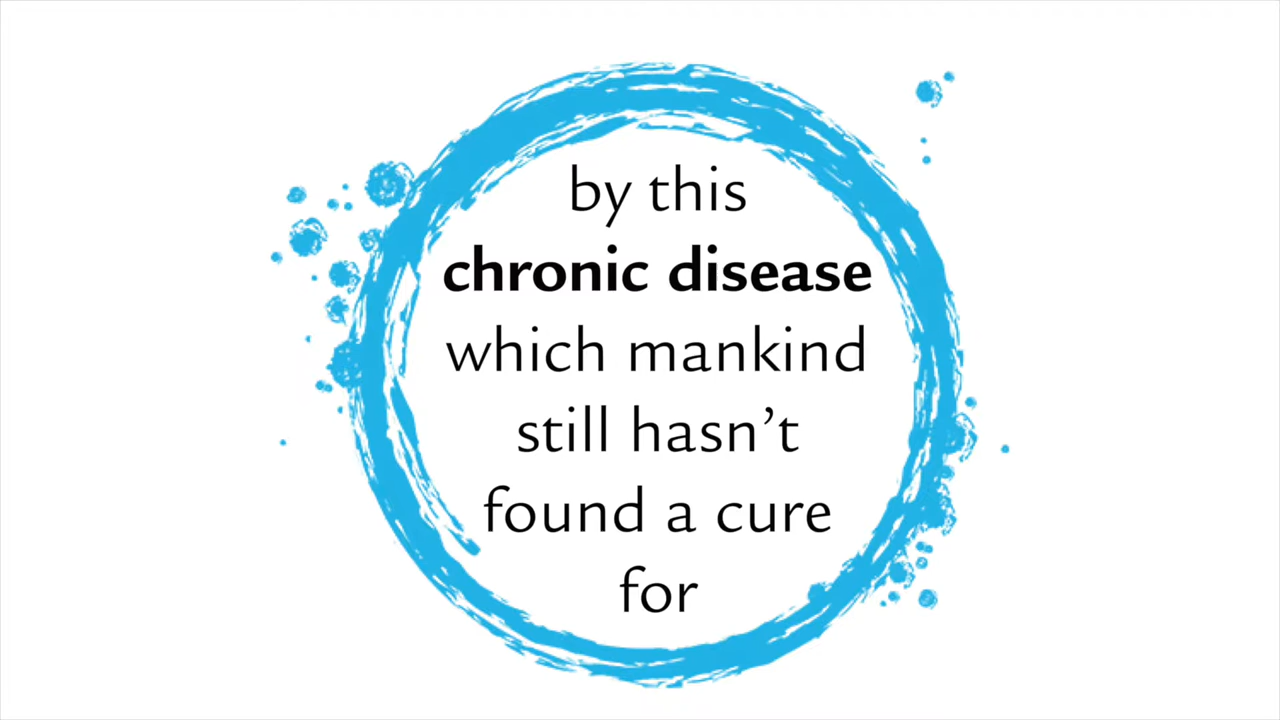 by this
chronic disease
which mankind
still hasn’t
found a cure
for